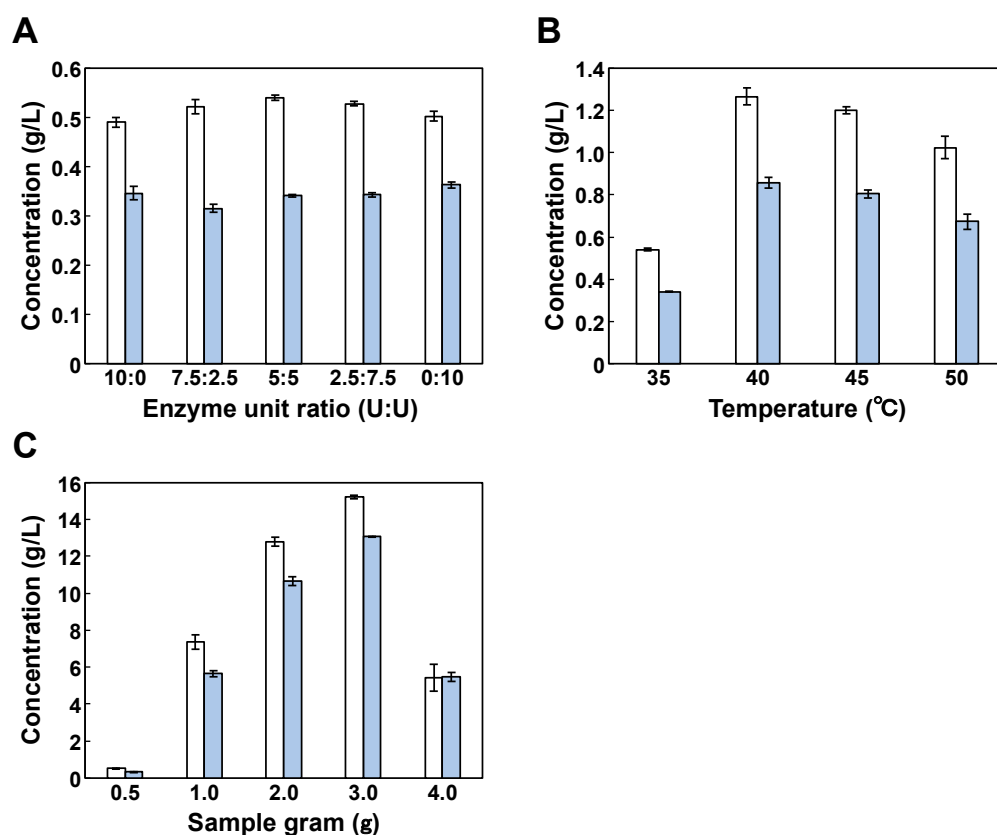 A
Concentration (g/L)
0.6
0.5
0.4
0.3
0.2
0.1
0
10:0 7.5:2.5 5:5 2.5:7.5 0:10
Enzyme unit ratio (U:U)
B
Concentration (g/L)
1.4
1.2
1.0
0.8
0.6
0.4
0.2
0
35 40 45 50
Temperature (℃)
C
Concentration (g/L)
16
14
12
10
8
6
4
2
0
0.5 1.0 2.0 3.0 4.0
Sample gram (g)